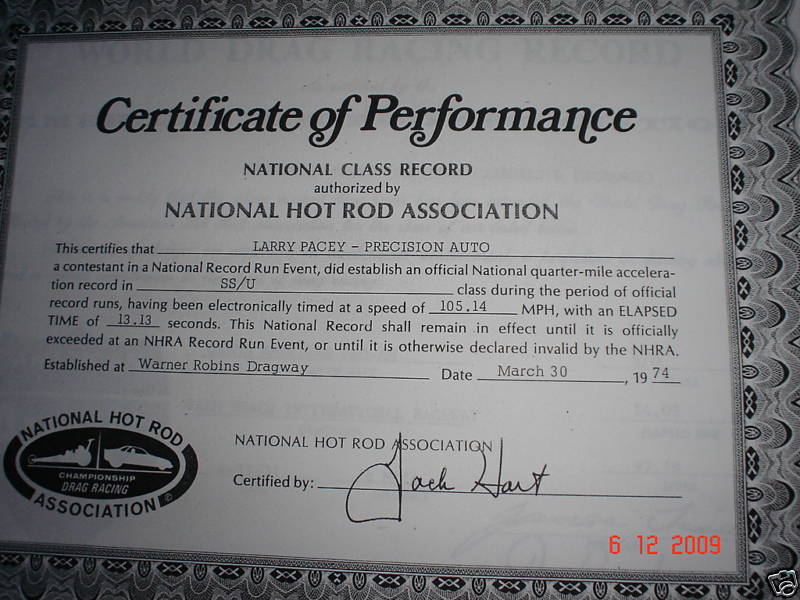 WORLD DRAG RACING RECORD
Certificate of Performance
NATIONAL CLASS RECORD
authorized by
NATIONAL HOT ROD ASSOCIATION
This certifies that LARRY PACEY - PRECISION AUTO
a contestant in a National Record Run Event, did establish an official National quarter-mile accelera-
tion record in SS/U class during the period of official
record runs, having been electronically timed at a speed of 105.14 MPH, with an ELAPSED
TIME of 13.13 seconds. This National Record shall remain in effect until it is officially
exceeded at an NHRA Record Run Event, or until it is otherwise declared invalid by the NHRA.
Established at Warner Robins Dragway Date March 30, 1974
NATIONAL HOT ROD ASSOCIATION
Certified by: Jack Hart
NATIONAL HOT ROD
CHAMPIONSHIP
DRAG RACING
ASSOCIATION
6 12 2009